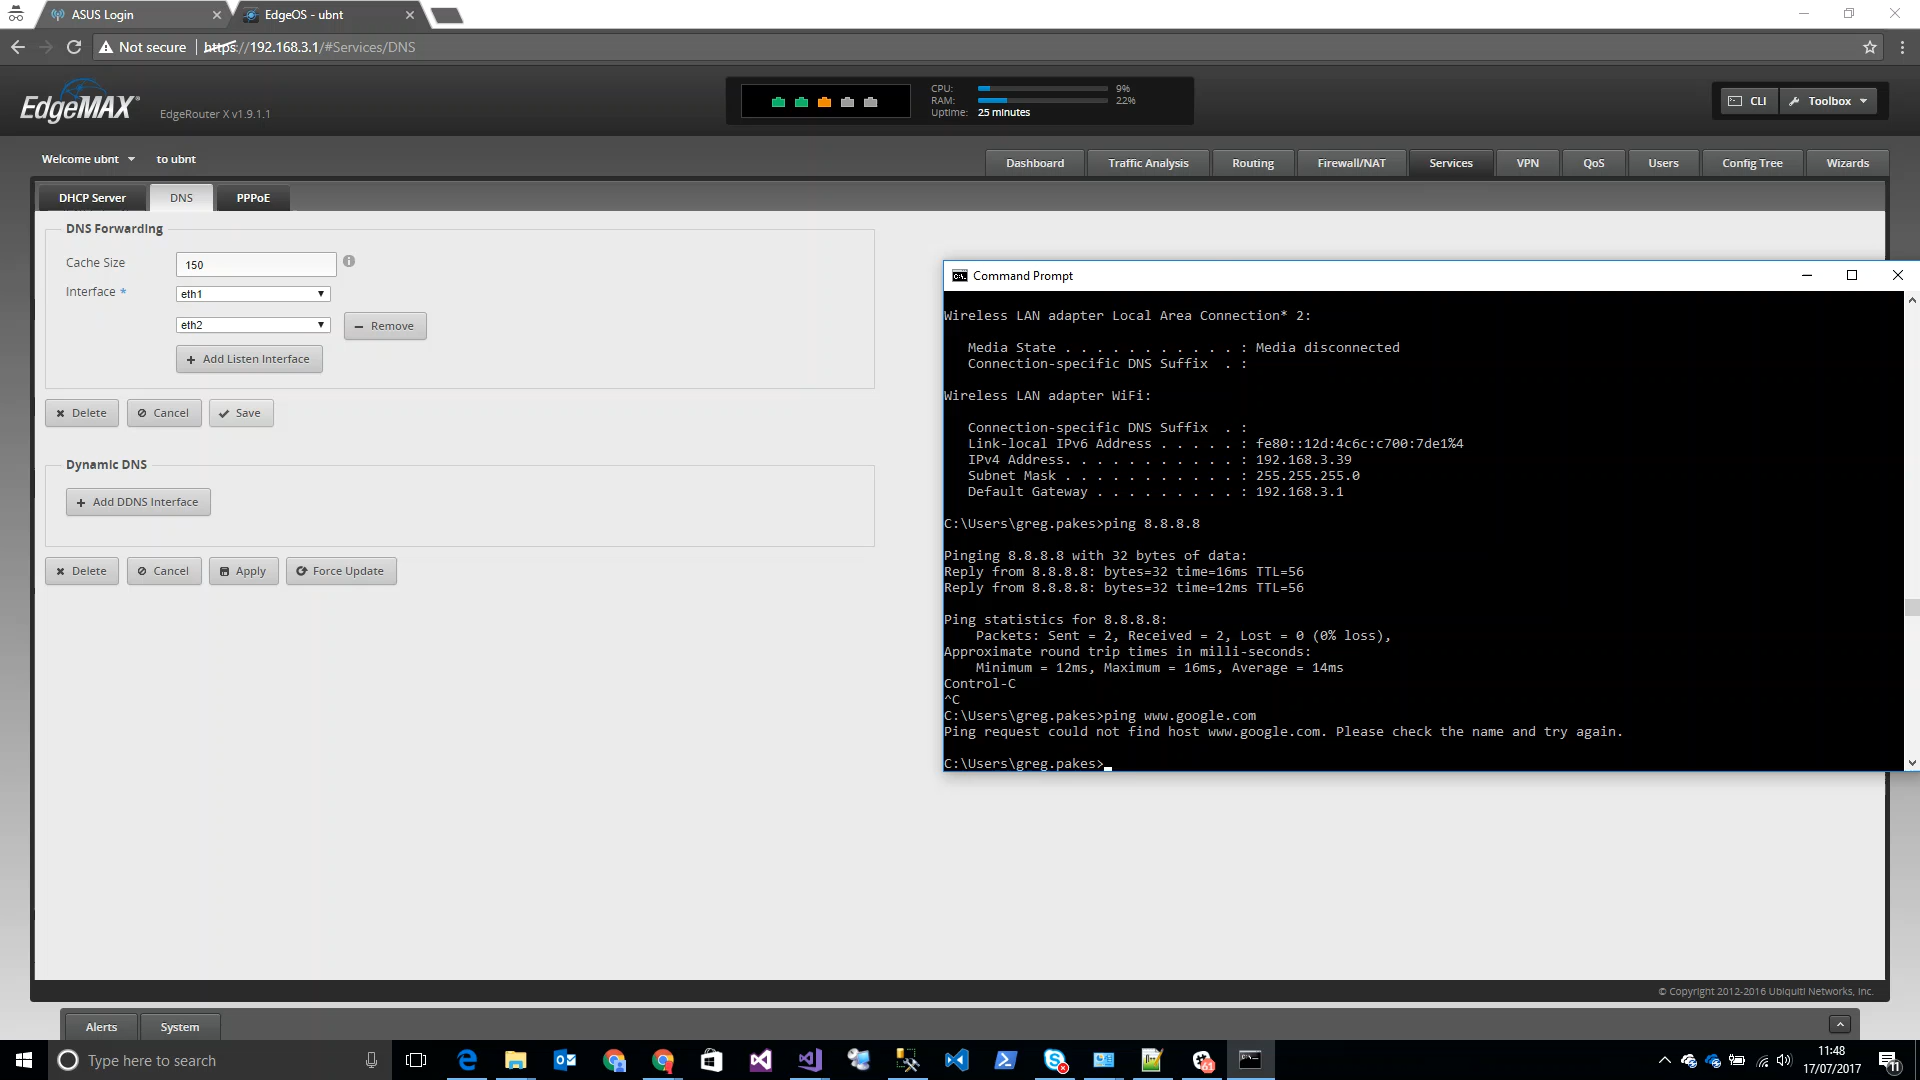 ASUS Login
EdgeOS - ubnt
Not secure https://192.168.3.1/#Services/DNS
EdgeMAX
EdgeRouter X v1.9.1.1
CPU: 9%
RAM: 22%
Uptime: 25 minutes
CLI
Toolbox
Welcome ubnt to ubnt
Dashboard
Traffic Analysis
Routing
Firewall/NAT
Services
VPN
QoS
Users
Config Tree
Wizards
DHCP Server
DNS
PPPoE
DNS Forwarding
Cache Size 150
Interface * eth1
eth2 Remove
Add Listen Interface
Delete Cancel Save
Dynamic DNS
Add DDNS Interface
Delete Cancel Apply Force Update
Command Prompt
Wireless LAN adapter Local Area Connection* 2:
Media State . . . . . . . . . . . : Media disconnected
Connection-specific DNS Suffix  . :
Wireless LAN adapter WiFi:
Connection-specific DNS Suffix  . :
Link-local IPv6 Address . . . . . : fe80::12d:4c6c:c700:7de1%4
IPv4 Address. . . . . . . . . . . : 192.168.3.39
Subnet Mask . . . . . . . . . . . : 255.255.255.0
Default Gateway . . . . . . . . . : 192.168.3.1
C:\Users\greg.pakes>ping 8.8.8.8
Pinging 8.8.8.8 with 32 bytes of data:
Reply from 8.8.8.8: bytes=32 time=16ms TTL=56
Reply from 8.8.8.8: bytes=32 time=12ms TTL=56
Ping statistics for 8.8.8.8:
Packets: Sent = 2, Received = 2, Lost = 0 (0% loss),
Approximate round trip times in milli-seconds:
Minimum = 12ms, Maximum = 16ms, Average = 14ms
Control-C
^C
C:\Users\greg.pakes>ping www.google.com
Ping request could not find host www.google.com. Please check the name and try again.
C:\Users\greg.pakes>
© Copyright 2012-2016 Ubiquiti Networks, Inc.
Alerts
System
Type here to search
61
11:48
17/07/2017
11